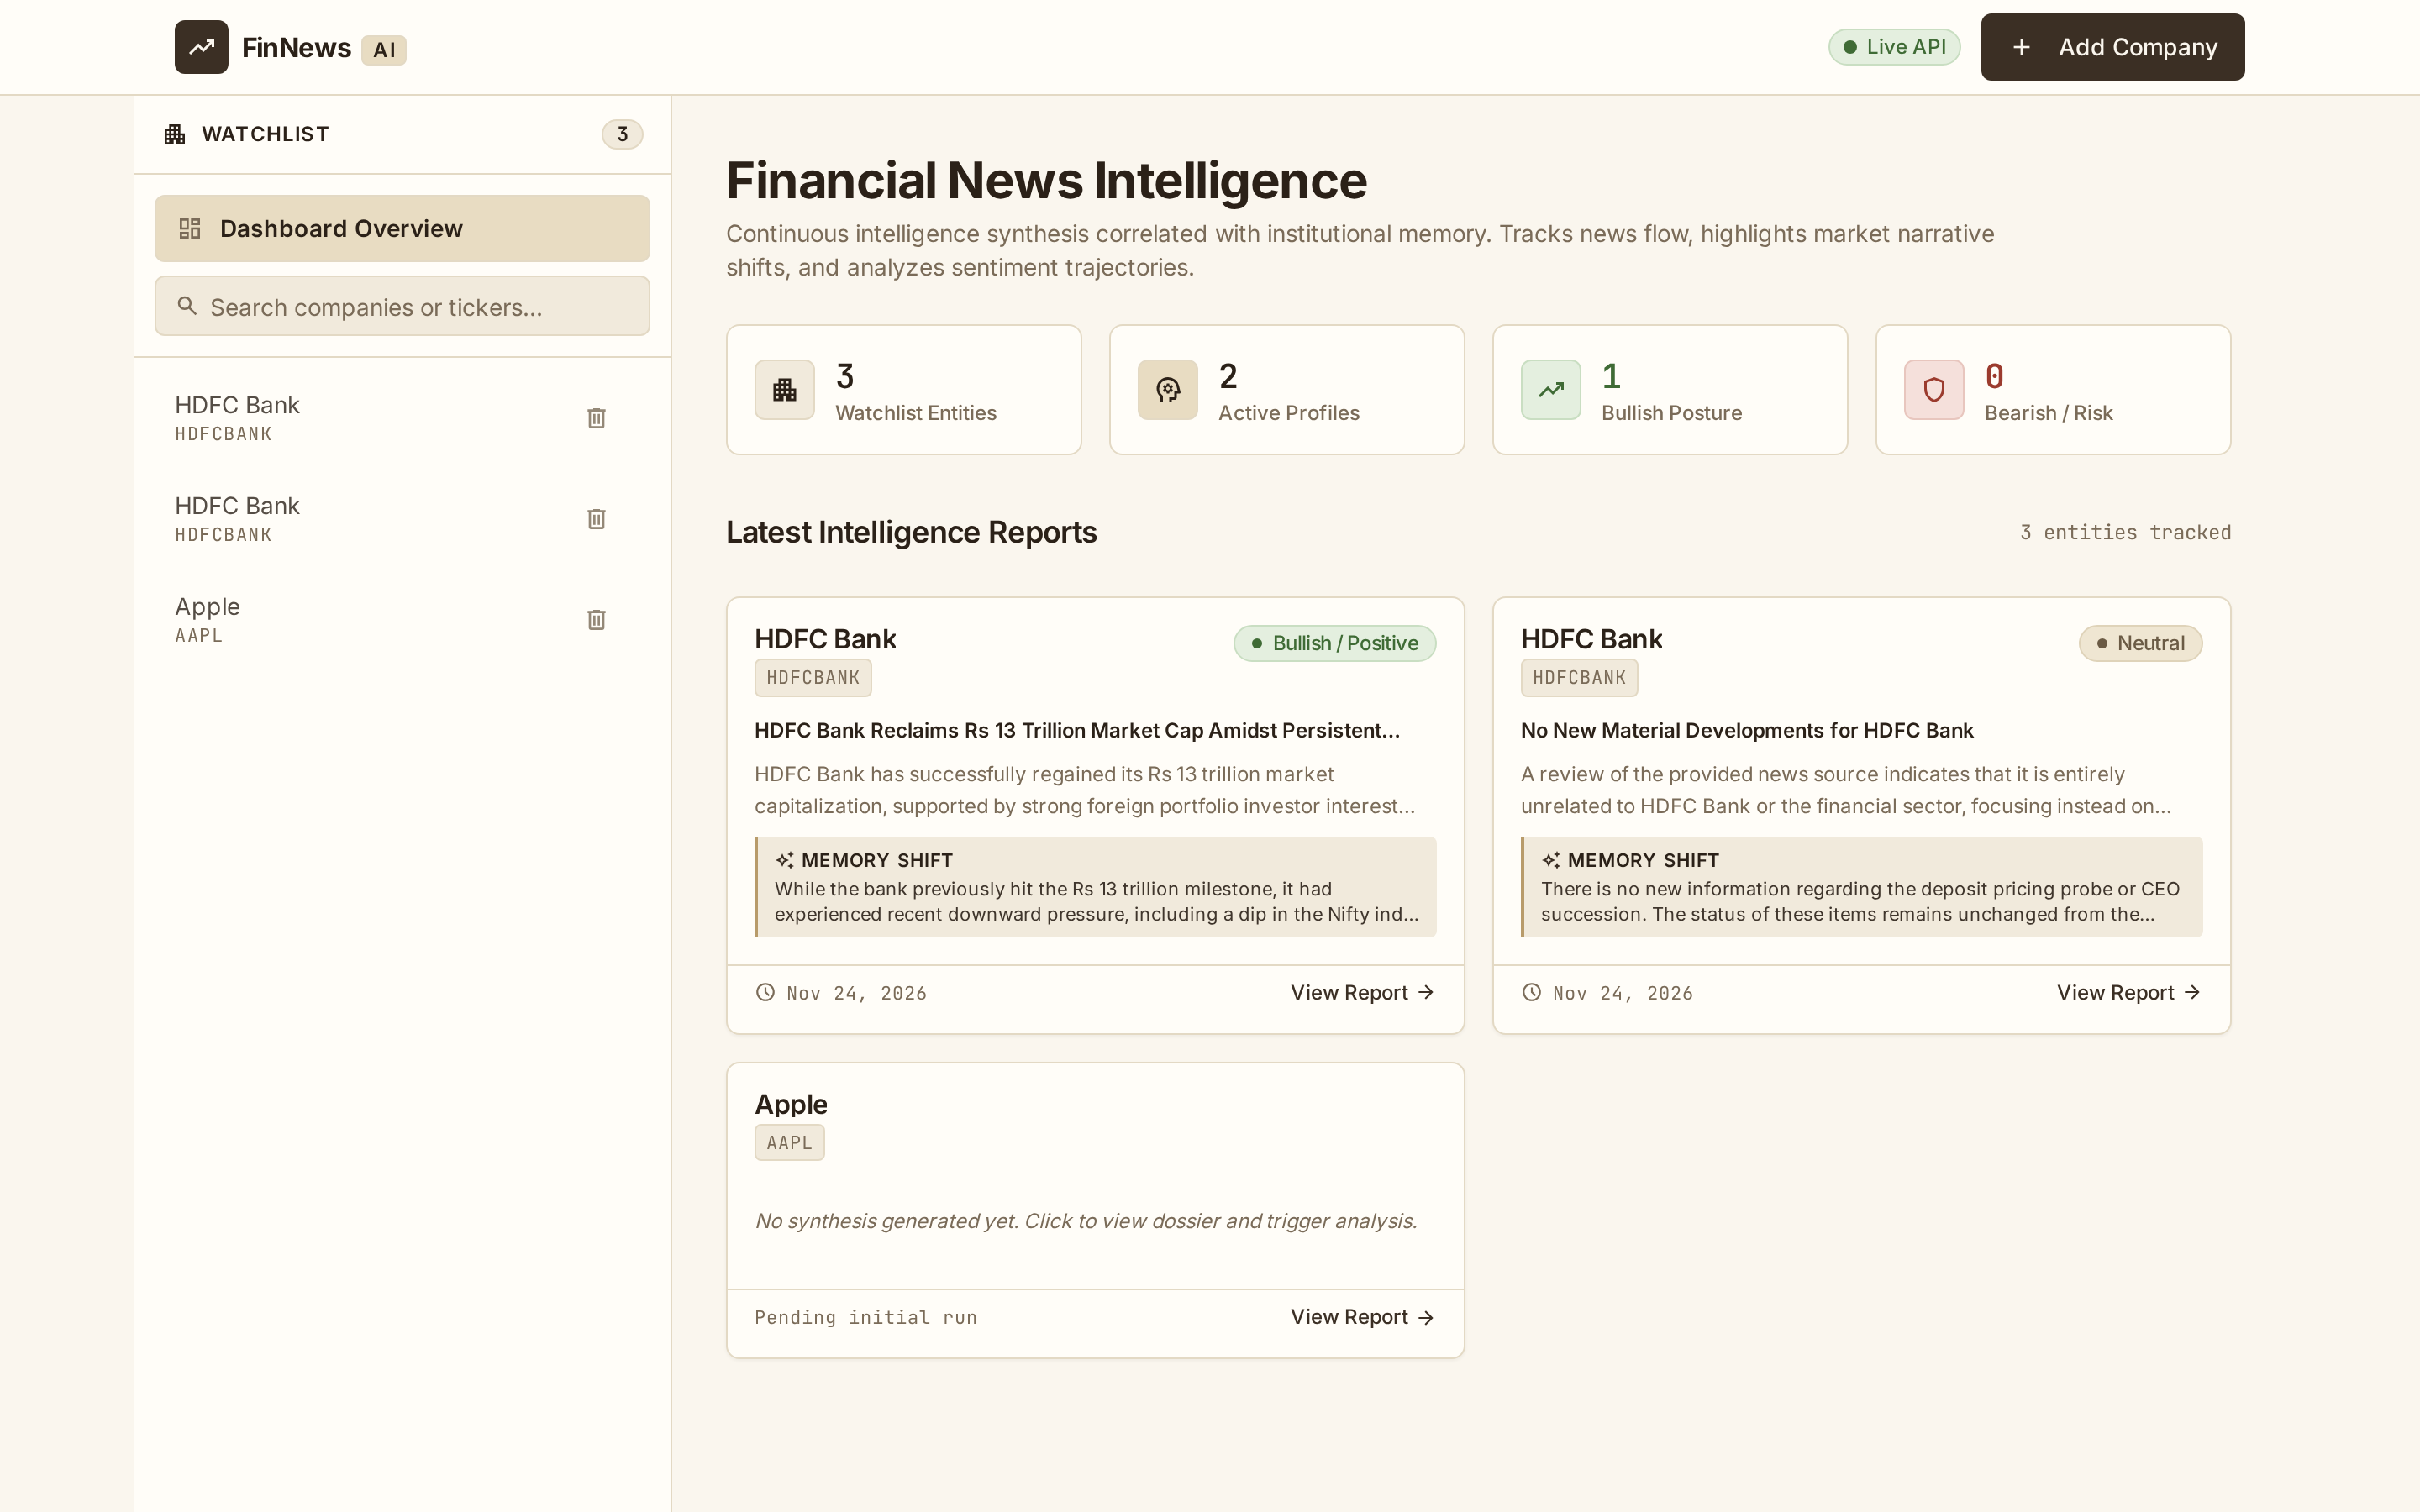 FinNews AI
Live API
Add Company
WATCHLIST 3
Dashboard Overview
Search companies or tickers...
HDFC Bank
HDFCBANK
HDFC Bank
HDFCBANK
Apple
AAPL
Financial News Intelligence
Continuous intelligence synthesis correlated with institutional memory. Tracks news flow, highlights market narrative
shifts, and analyzes sentiment trajectories.
3
Watchlist Entities
2
Active Profiles
1
Bullish Posture
0
Bearish / Risk
Latest Intelligence Reports
3 entities tracked
HDFC Bank
Bullish / Positive
HDFCBANK
HDFC Bank Reclaims Rs 13 Trillion Market Cap Amidst Persistent...
HDFC Bank has successfully regained its Rs 13 trillion market
capitalization, supported by strong foreign portfolio investor interest...
MEMORY SHIFT
While the bank previously hit the Rs 13 trillion milestone, it had
experienced recent downward pressure, including a dip in the Nifty ind...
Nov 24, 2026
View Report
HDFC Bank
Neutral
HDFCBANK
No New Material Developments for HDFC Bank
A review of the provided news source indicates that it is entirely
unrelated to HDFC Bank or the financial sector, focusing instead on...
MEMORY SHIFT
There is no new information regarding the deposit pricing probe or CEO
succession. The status of these items remains unchanged from the...
Nov 24, 2026
View Report
Apple
AAPL
No synthesis generated yet. Click to view dossier and trigger analysis.
Pending initial run
View Report